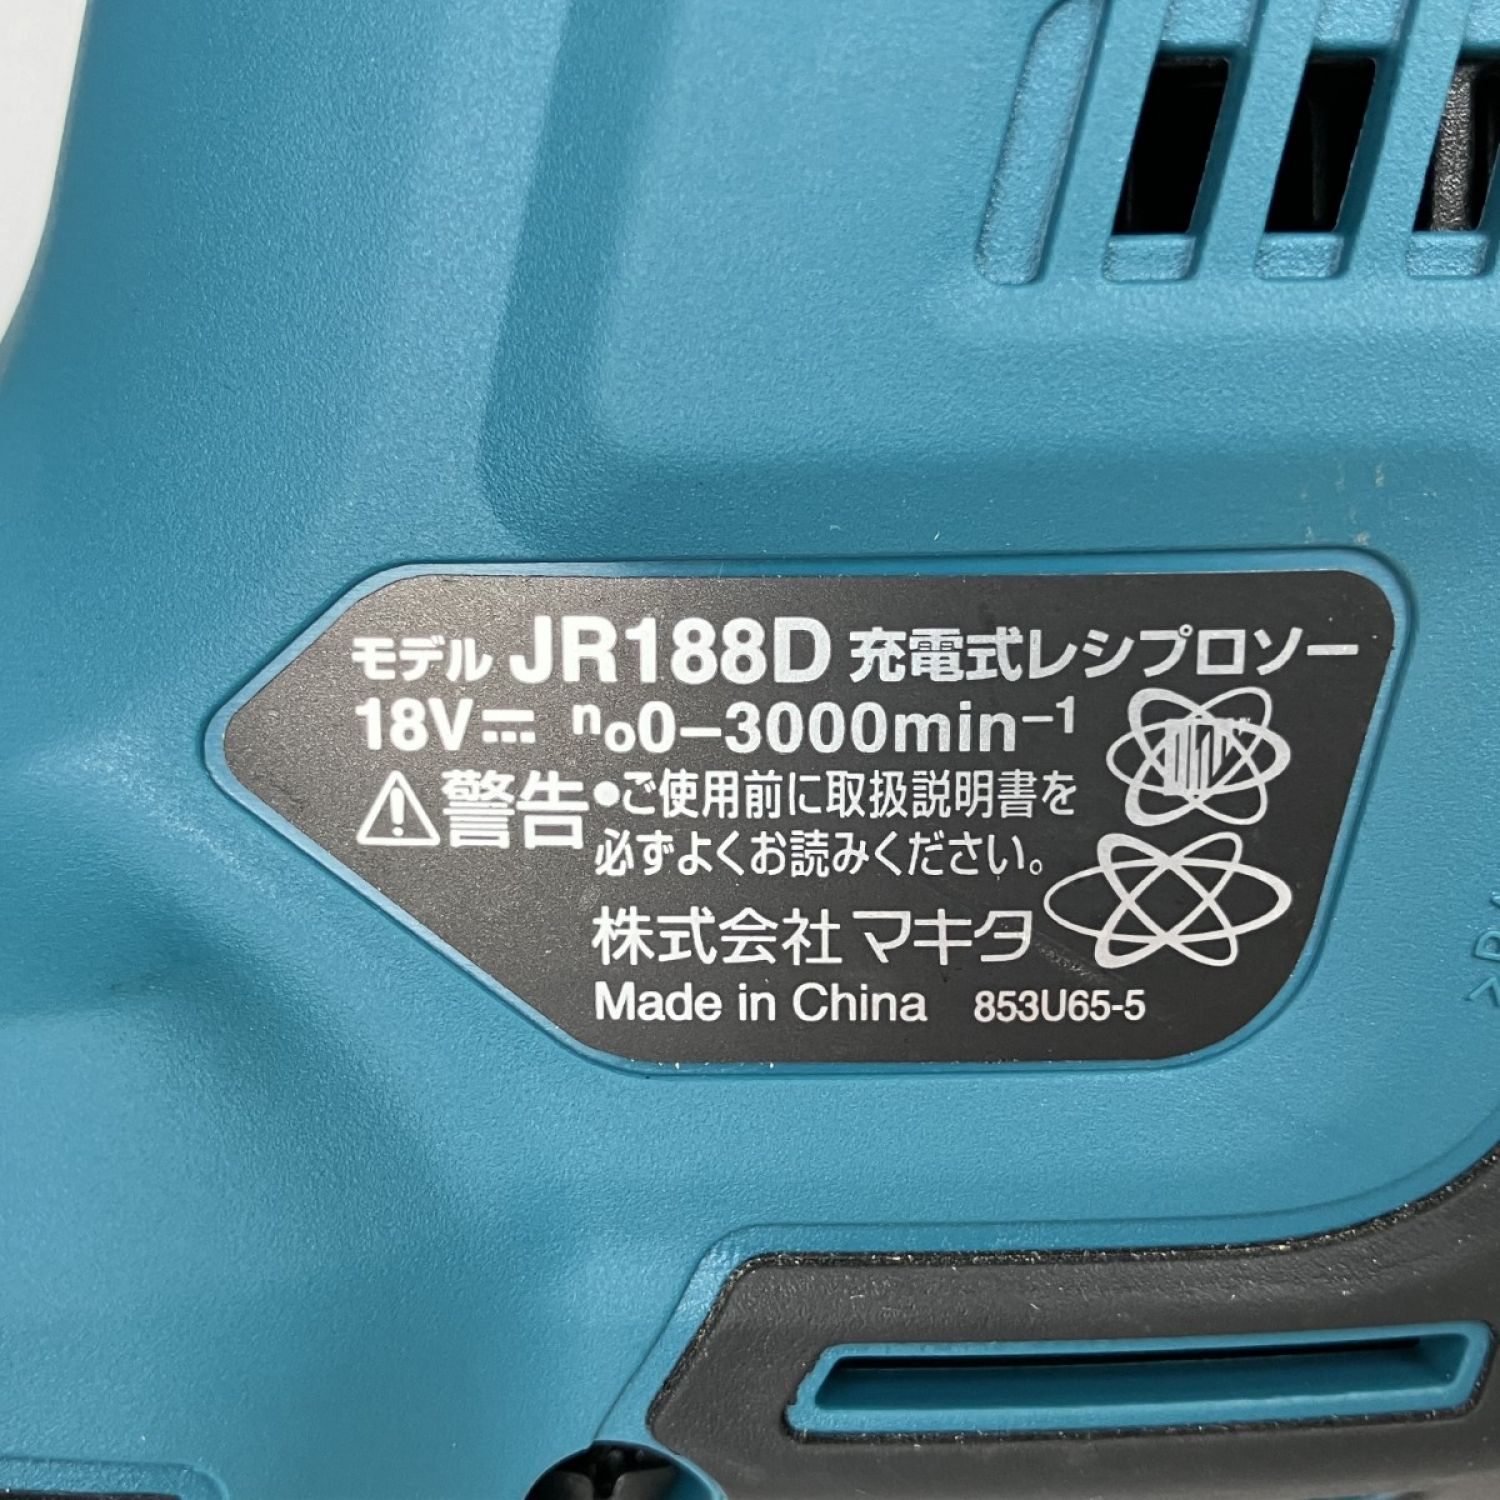 モデル JR188D 充電式レシプロソー
18V⎓ no0−3000min−1
⚠警告 •ご使用前に取扱説明書を
必ずよくお読みください。
株式会社 マキタ
Made in China 853U65-5